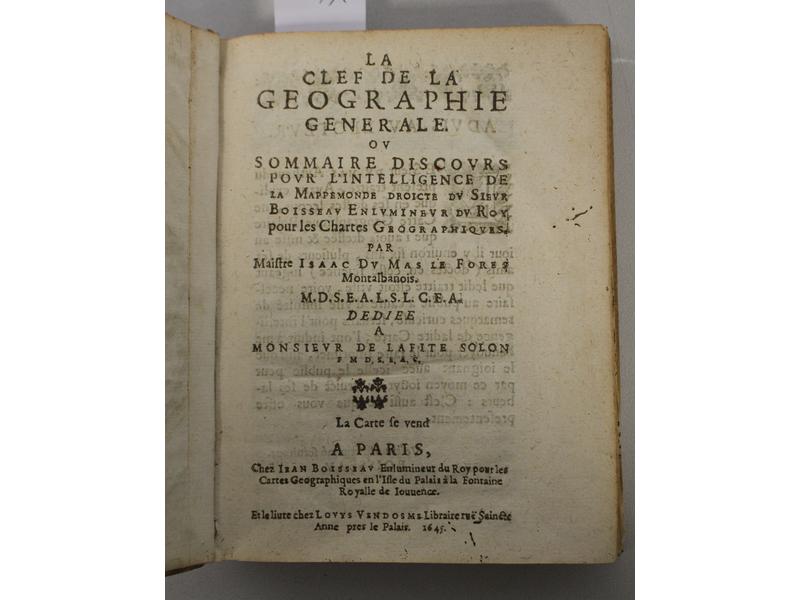 LA
CLEF DE LA
GEOGRAPHIE
GENERALE.
OV
SOMMAIRE DISCOVRS
POVR L'INTELLIGENCE DE
LA MAPPEMONDE DROICTE DV SIEVR
BOISSEAV ENLVMINEVR DV ROY,
pour les Chartes GEOGRAPHIQVES.
PAR
Maiſtre ISAAC DV MAS LE FORES
Montalbanois.
M.D.S.E.A.L.S.L.C.E.A.
DEDIEE
A
MONSIEVR DE LAFITE SOLON
La Carte ſe vend
A PARIS,
Chez IEAN BOISSEAV Enlumineur du Roy pour les
Cartes Geographiques en l'Iſle du Palais à la Fontaine
Royalle de Iouuence.
Et le liure chez LOVYS VENDOSME Libraire ruë Saincte
Anne pres le Palais. 1645.